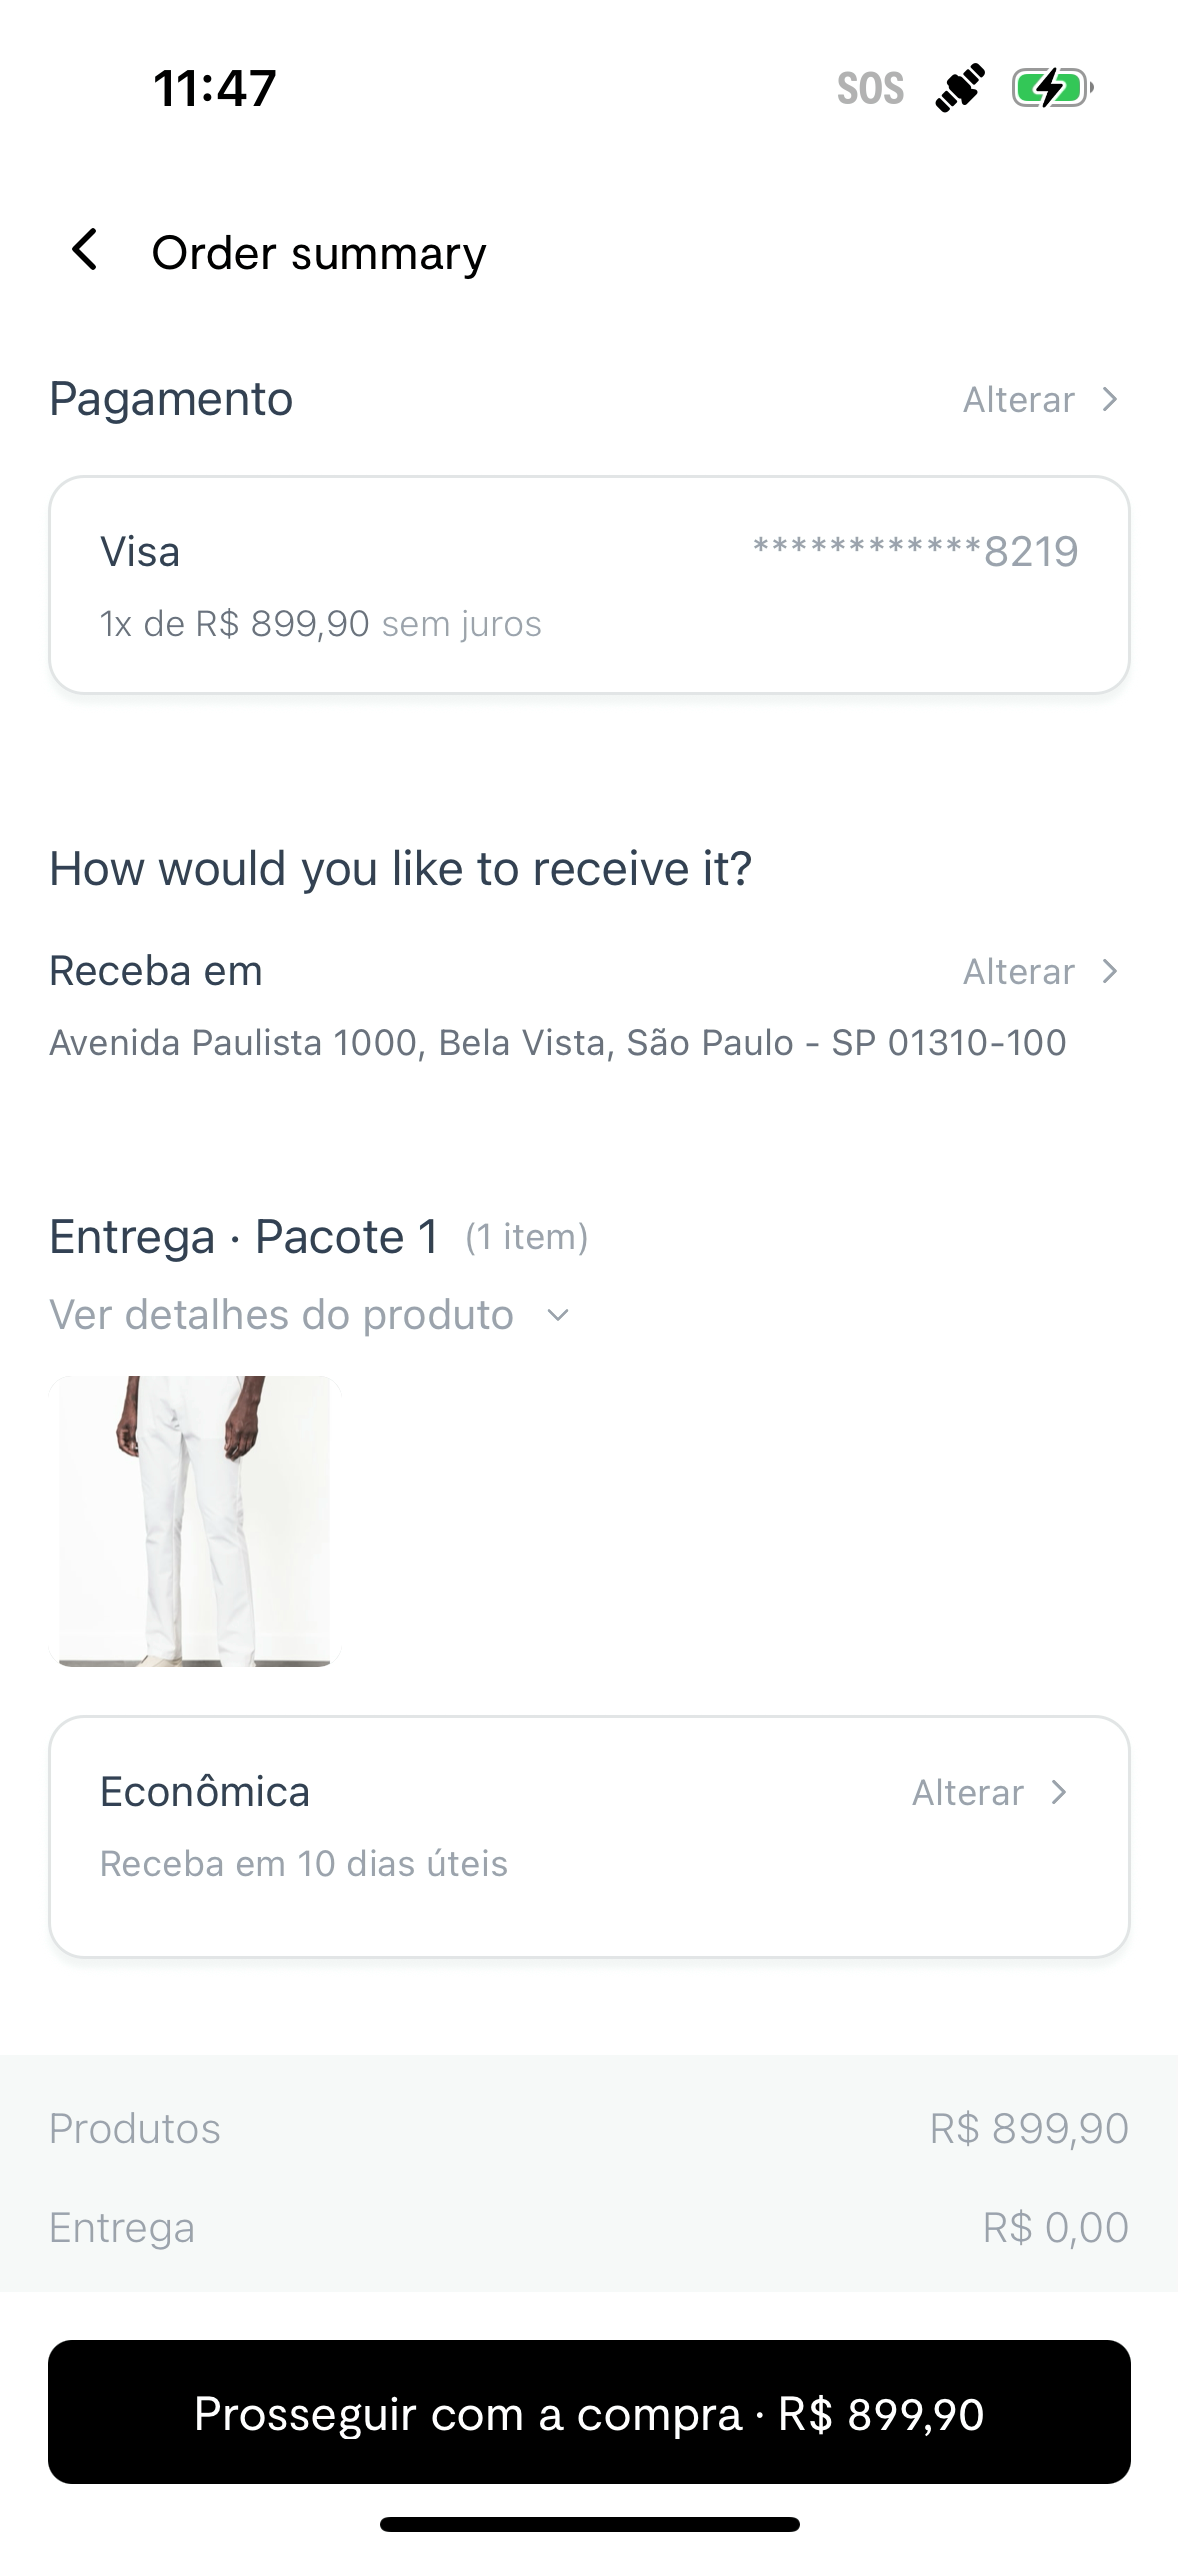 11:47
SOS
Order summary
Pagamento
Alterar
Visa
************8219
1x de R$ 899,90 sem juros
How would you like to receive it?
Receba em
Alterar
Avenida Paulista 1000, Bela Vista, São Paulo - SP 01310-100
Entrega · Pacote 1 (1 item)
Ver detalhes do produto
Econômica
Alterar
Receba em 10 dias úteis
Produtos
R$ 899,90
Entrega
R$ 0,00
Prosseguir com a compra · R$ 899,90